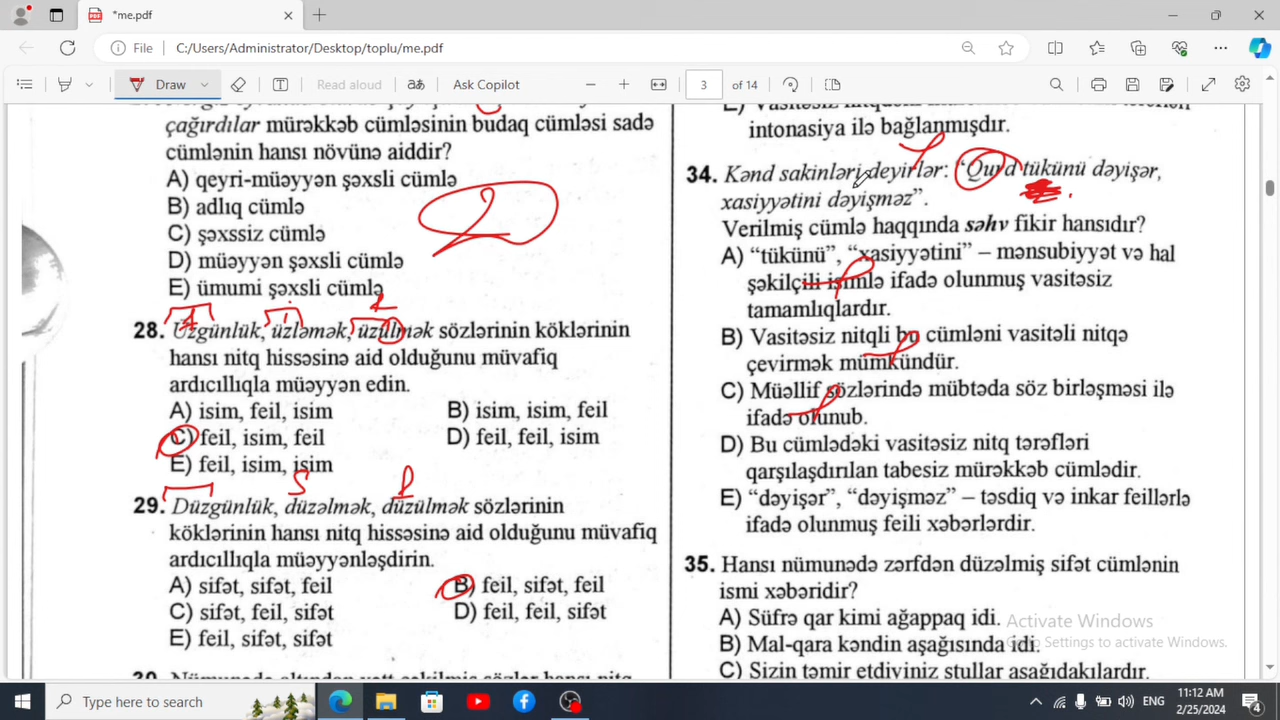 *me.pdf
File C:/Users/Administrator/Desktop/toplu/me.pdf
Draw Read aloud Ask Copilot 3 of 14
çağırdılar mürəkkəb cümləsinin budaq cümləsi sadə
cümlənin hansı növünə aiddir?
A) qeyri-müəyyən şəxsli cümlə
B) adlıq cümlə
C) şəxssiz cümlə
D) müəyyən şəxsli cümlə
E) ümumi şəxsli cümlə
28. Üzgünlük, üzləmək, üzülmək sözlərinin köklərinin
hansı nitq hissəsinə aid olduğunu müvafiq
ardıcıllıqla müəyyən edin.
A) isim, feil, isim B) isim, isim, feil
C) feil, isim, feil D) feil, feil, isim
E) feil, isim, isim
29. Düzgünlük, düzəlmək, düzülmək sözlərinin
köklərinin hansı nitq hissəsinə aid olduğunu müvafiq
ardıcıllıqla müəyyənləşdirin.
A) sifət, sifət, feil B) feil, sifət, feil
C) sifət, feil, sifət D) feil, feil, sifət
E) feil, sifət, sifət
intonasiya ilə bağlanmışdır.
34. Kənd sakinləri deyirlər: “Qurd tükünü dəyişər,
xasiyyətini dəyişməz”.
Verilmiş cümlə haqqında səhv fikir hansıdır?
A) “tükünü”, “xasiyyətini” – mənsubiyyət və hal
şəkilçili isimlə ifadə olunmuş vasitəsiz
tamamlıqlardır.
B) Vasitəsiz nitqli bu cümləni vasitəli nitqə
çevirmək mümkündür.
C) Müəllif sözlərində mübtəda söz birləşməsi ilə
ifadə olunub.
D) Bu cümlədəki vasitəsiz nitq tərəfləri
qarşılaşdırılan tabesiz mürəkkəb cümlədir.
E) “dəyişər”, “dəyişməz” – təsdiq və inkar feillərlə
ifadə olunmuş feili xəbərlərdir.
35. Hansı nümunədə zərfdən düzəlmiş sifət cümlənin
ismi xəbəridir?
A) Süfrə qar kimi ağappaq idi.
B) Mal-qara kəndin aşağısında idi.
C) Sizin təmir etdiyiniz stullar aşağıdakılardır.
Activate Windows
Go to Settings to activate Windows.
Type here to search
ENG
11:12 AM
2/25/2024
4